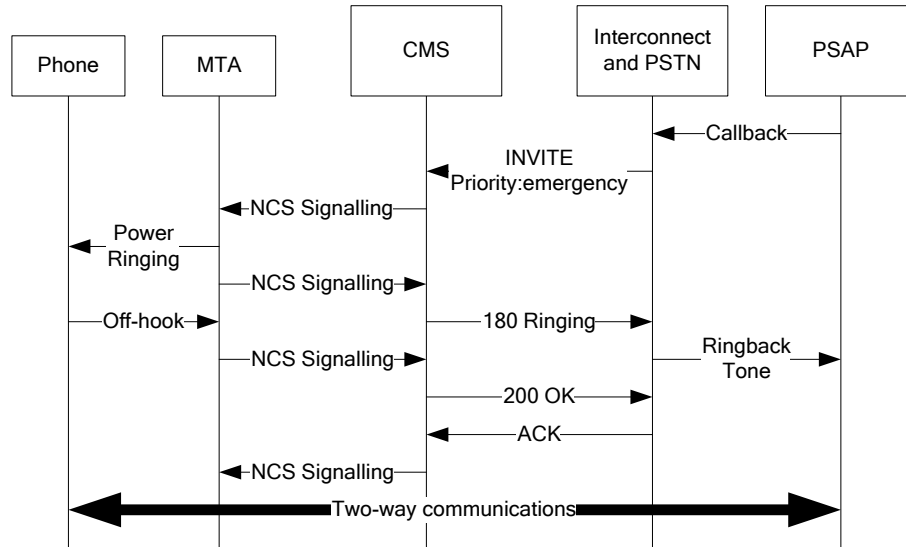 Phone
MTA
CMS
Interconnect
and PSTN
PSAP
Callback
INVITE
Priority:emergency
NCS Signalling
Power
Ringing
NCS Signalling
Off-hook
180 Ringing
NCS Signalling
Ringback
Tone
200 OK
ACK
NCS Signalling
Two-way communications